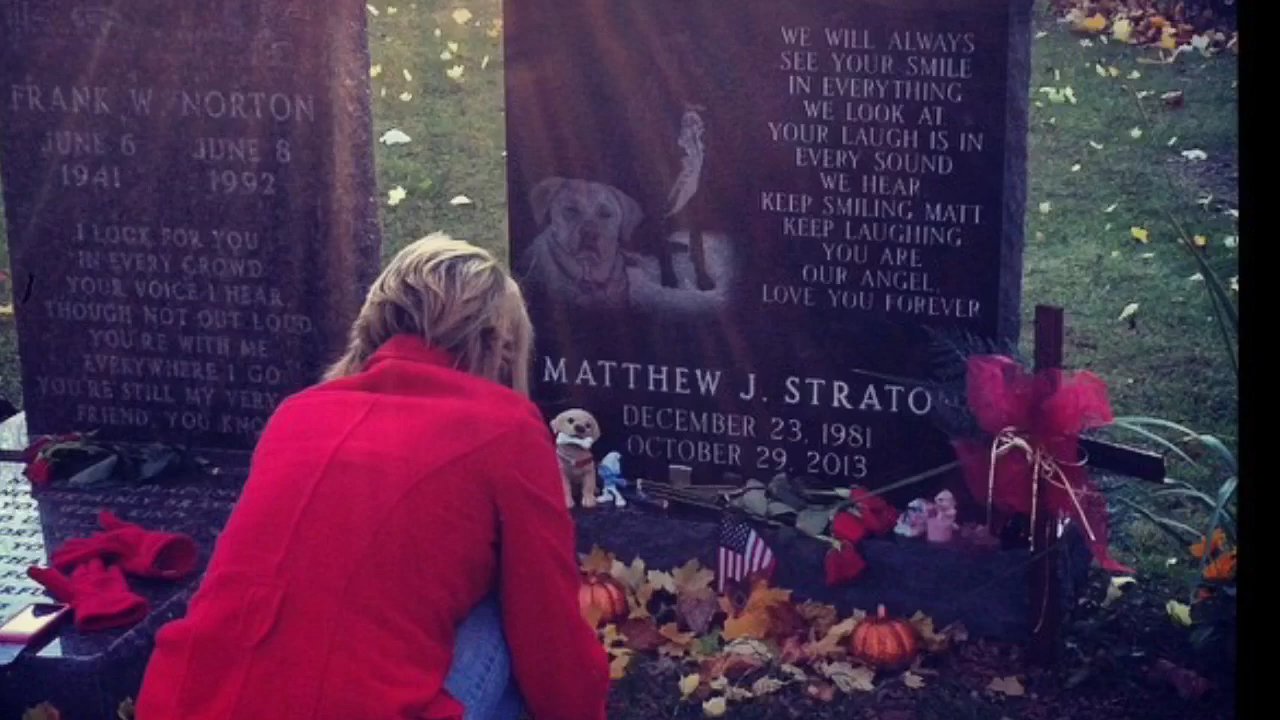 FRANK W. NORTON
JUNE 6 JUNE 8
1941 1992
I LOOK FOR YOU
IN EVERY CROWD
YOUR VOICE I HEAR
THOUGH NOT OUT LOUD
YOU'RE WITH ME
EVERYWHERE I GO
YOU'RE STILL MY VERY
FRIEND, YOU
WE WILL ALWAYS
SEE YOUR SMILE
IN EVERYTHING
WE LOOK AT
YOUR LAUGH IS IN
EVERY SOUND
WE HEAR
KEEP SMILING MATT
KEEP LAUGHING
YOU ARE
OUR ANGEL.
LOVE YOU FOREVER
MATTHEW J. STRATO
DECEMBER 23, 1981
OCTOBER 29, 2013